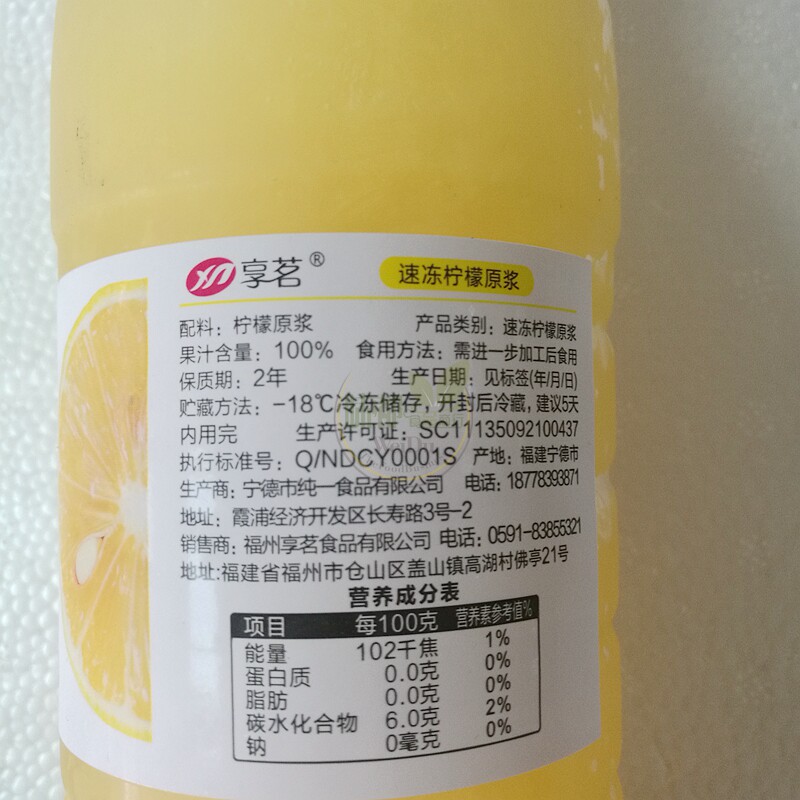 享茗®
速冻柠檬原浆
配料：柠檬原浆 产品类别：速冻柠檬原浆
果汁含量：100% 食用方法：需进一步加工后食用
保质期：2年 生产日期：见标签(年/月/日)
贮藏方法：-18℃冷冻储存，开封后冷藏，建议5天
内用完 生产许可证：SC11135092100437
执行标准号：Q/NDCY0001S 产地：福建宁德市
生产商：宁德市纯一食品有限公司 电话：18778393871
地址：霞浦经济开发区长寿路3号-2
销售商：福州享茗食品有限公司 电话：0591-83855321
地址:福建省福州市仓山区盖山镇高湖村佛亭21号
营养成分表
项目 每100克 营养素参考值%
能量 102千焦 1%
蛋白质 0.0克 0%
脂肪 0.0克 0%
碳水化合物 6.0克 2%
钠 0毫克 0%